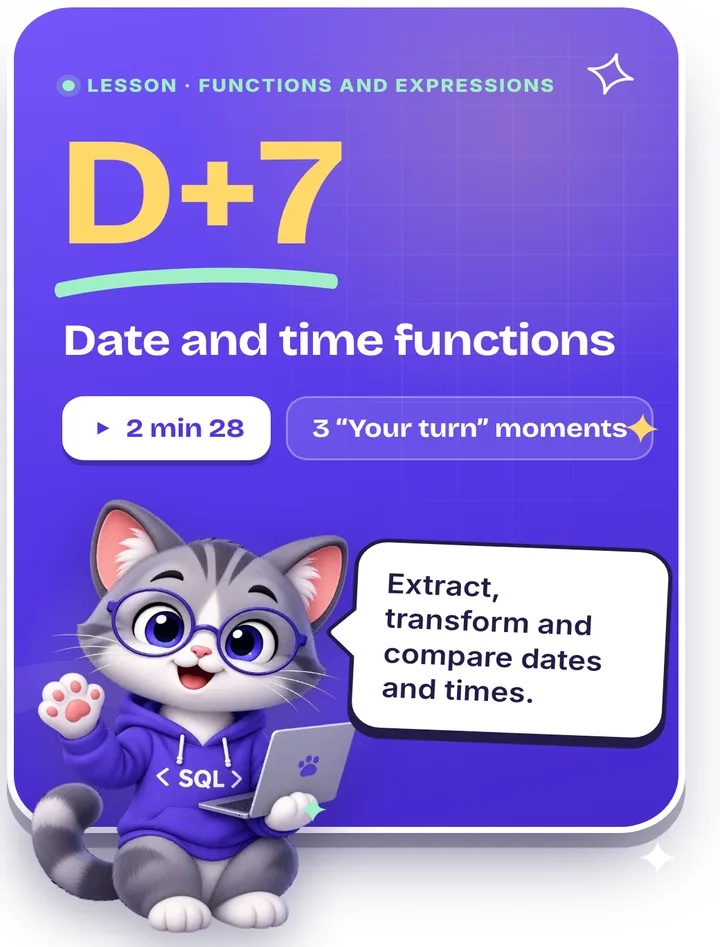 LESSON · FUNCTIONS AND EXPRESSIONS
D+7
Date and time functions
2 min 28
3 “Your turn” moments
Extract,
transform and
compare dates
and times.
< SQL >